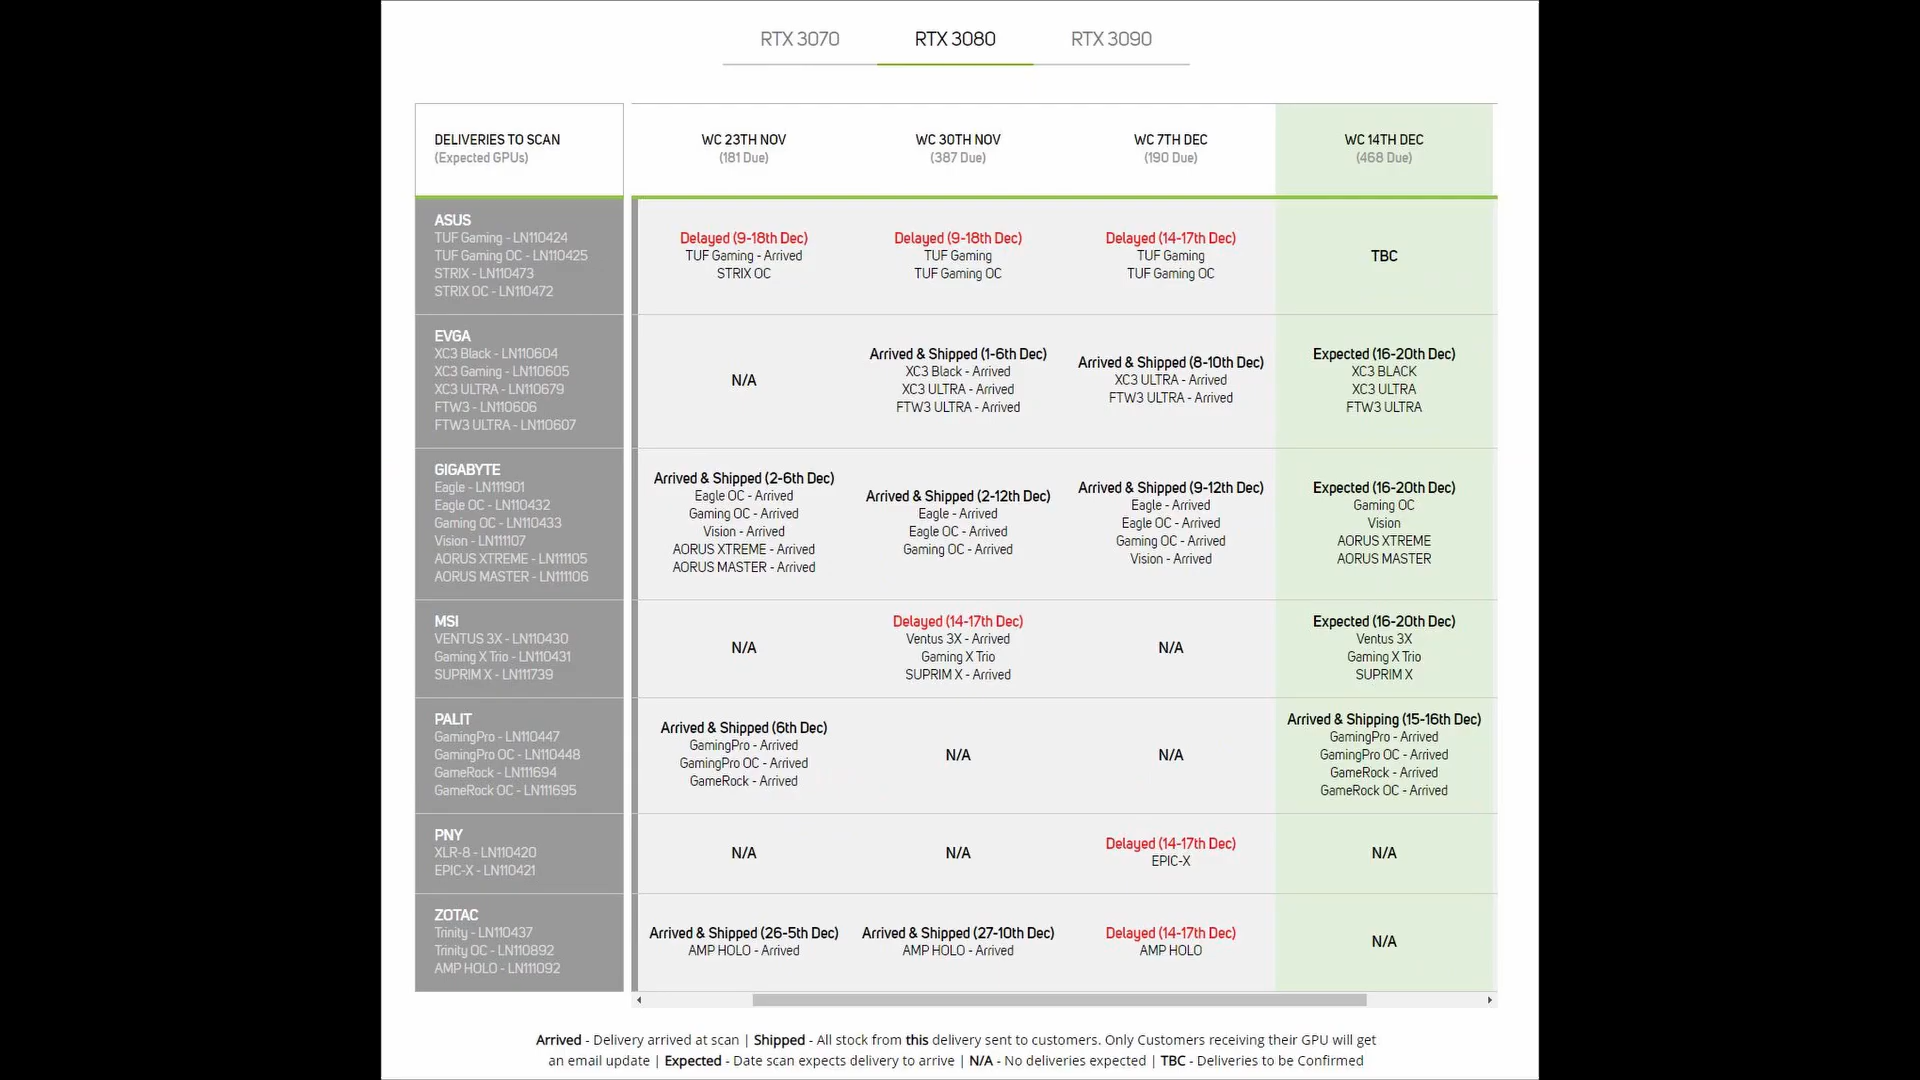 RTX 3070 RTX 3080 RTX 3090
DELIVERIES TO SCAN
(Expected GPUs)
WC 23TH NOV
(181 Due)
WC 30TH NOV
(387 Due)
WC 7TH DEC
(190 Due)
WC 14TH DEC
(468 Due)
ASUS
TUF Gaming - LN110424
TUF Gaming OC - LN110425
STRIX - LN110473
STRIX OC - LN110472
Delayed (9-18th Dec)
TUF Gaming - Arrived
STRIX OC
Delayed (9-18th Dec)
TUF Gaming
TUF Gaming OC
Delayed (14-17th Dec)
TUF Gaming
TUF Gaming OC
TBC
EVGA
XC3 Black - LN110604
XC3 Gaming - LN110605
XC3 ULTRA - LN110679
FTW3 - LN110606
FTW3 ULTRA - LN110607
N/A
Arrived & Shipped (1-6th Dec)
XC3 Black - Arrived
XC3 ULTRA - Arrived
FTW3 ULTRA - Arrived
Arrived & Shipped (8-10th Dec)
XC3 ULTRA - Arrived
FTW3 ULTRA - Arrived
Expected (16-20th Dec)
XC3 BLACK
XC3 ULTRA
FTW3 ULTRA
GIGABYTE
Eagle - LN111901
Eagle OC - LN110432
Gaming OC - LN110433
Vision - LN111107
AORUS XTREME - LN111105
AORUS MASTER - LN111106
Arrived & Shipped (2-6th Dec)
Eagle OC - Arrived
Gaming OC - Arrived
Vision - Arrived
AORUS XTREME - Arrived
AORUS MASTER - Arrived
Arrived & Shipped (2-12th Dec)
Eagle - Arrived
Eagle OC - Arrived
Gaming OC - Arrived
Arrived & Shipped (9-12th Dec)
Eagle - Arrived
Eagle OC - Arrived
Gaming OC - Arrived
Vision - Arrived
Expected (16-20th Dec)
Gaming OC
Vision
AORUS XTREME
AORUS MASTER
MSI
VENTUS 3X - LN110430
Gaming X Trio - LN110431
SUPRIM X - LN111739
N/A
Delayed (14-17th Dec)
Ventus 3X - Arrived
Gaming X Trio
SUPRIM X - Arrived
N/A
Expected (16-20th Dec)
Ventus 3X
Gaming X Trio
SUPRIM X
PALIT
GamingPro - LN110447
GamingPro OC - LN110448
GameRock - LN111694
GameRock OC - LN111695
Arrived & Shipped (6th Dec)
GamingPro - Arrived
GamingPro OC - Arrived
GameRock - Arrived
N/A
N/A
Arrived & Shipping (15-16th Dec)
GamingPro - Arrived
GamingPro OC - Arrived
GameRock - Arrived
GameRock OC - Arrived
PNY
XLR-8 - LN110420
EPIC-X - LN110421
N/A
N/A
Delayed (14-17th Dec)
EPIC-X
N/A
ZOTAC
Trinity - LN110437
Trinity OC - LN110892
AMP HOLO - LN111092
Arrived & Shipped (26-5th Dec)
AMP HOLO - Arrived
Arrived & Shipped (27-10th Dec)
AMP HOLO - Arrived
Delayed (14-17th Dec)
AMP HOLO
N/A
Arrived - Delivery arrived at scan | Shipped - All stock from this delivery sent to customers. Only Customers receiving their GPU will get
an email update | Expected - Date scan expects delivery to arrive | N/A - No deliveries expected | TBC - Deliveries to be Confirmed